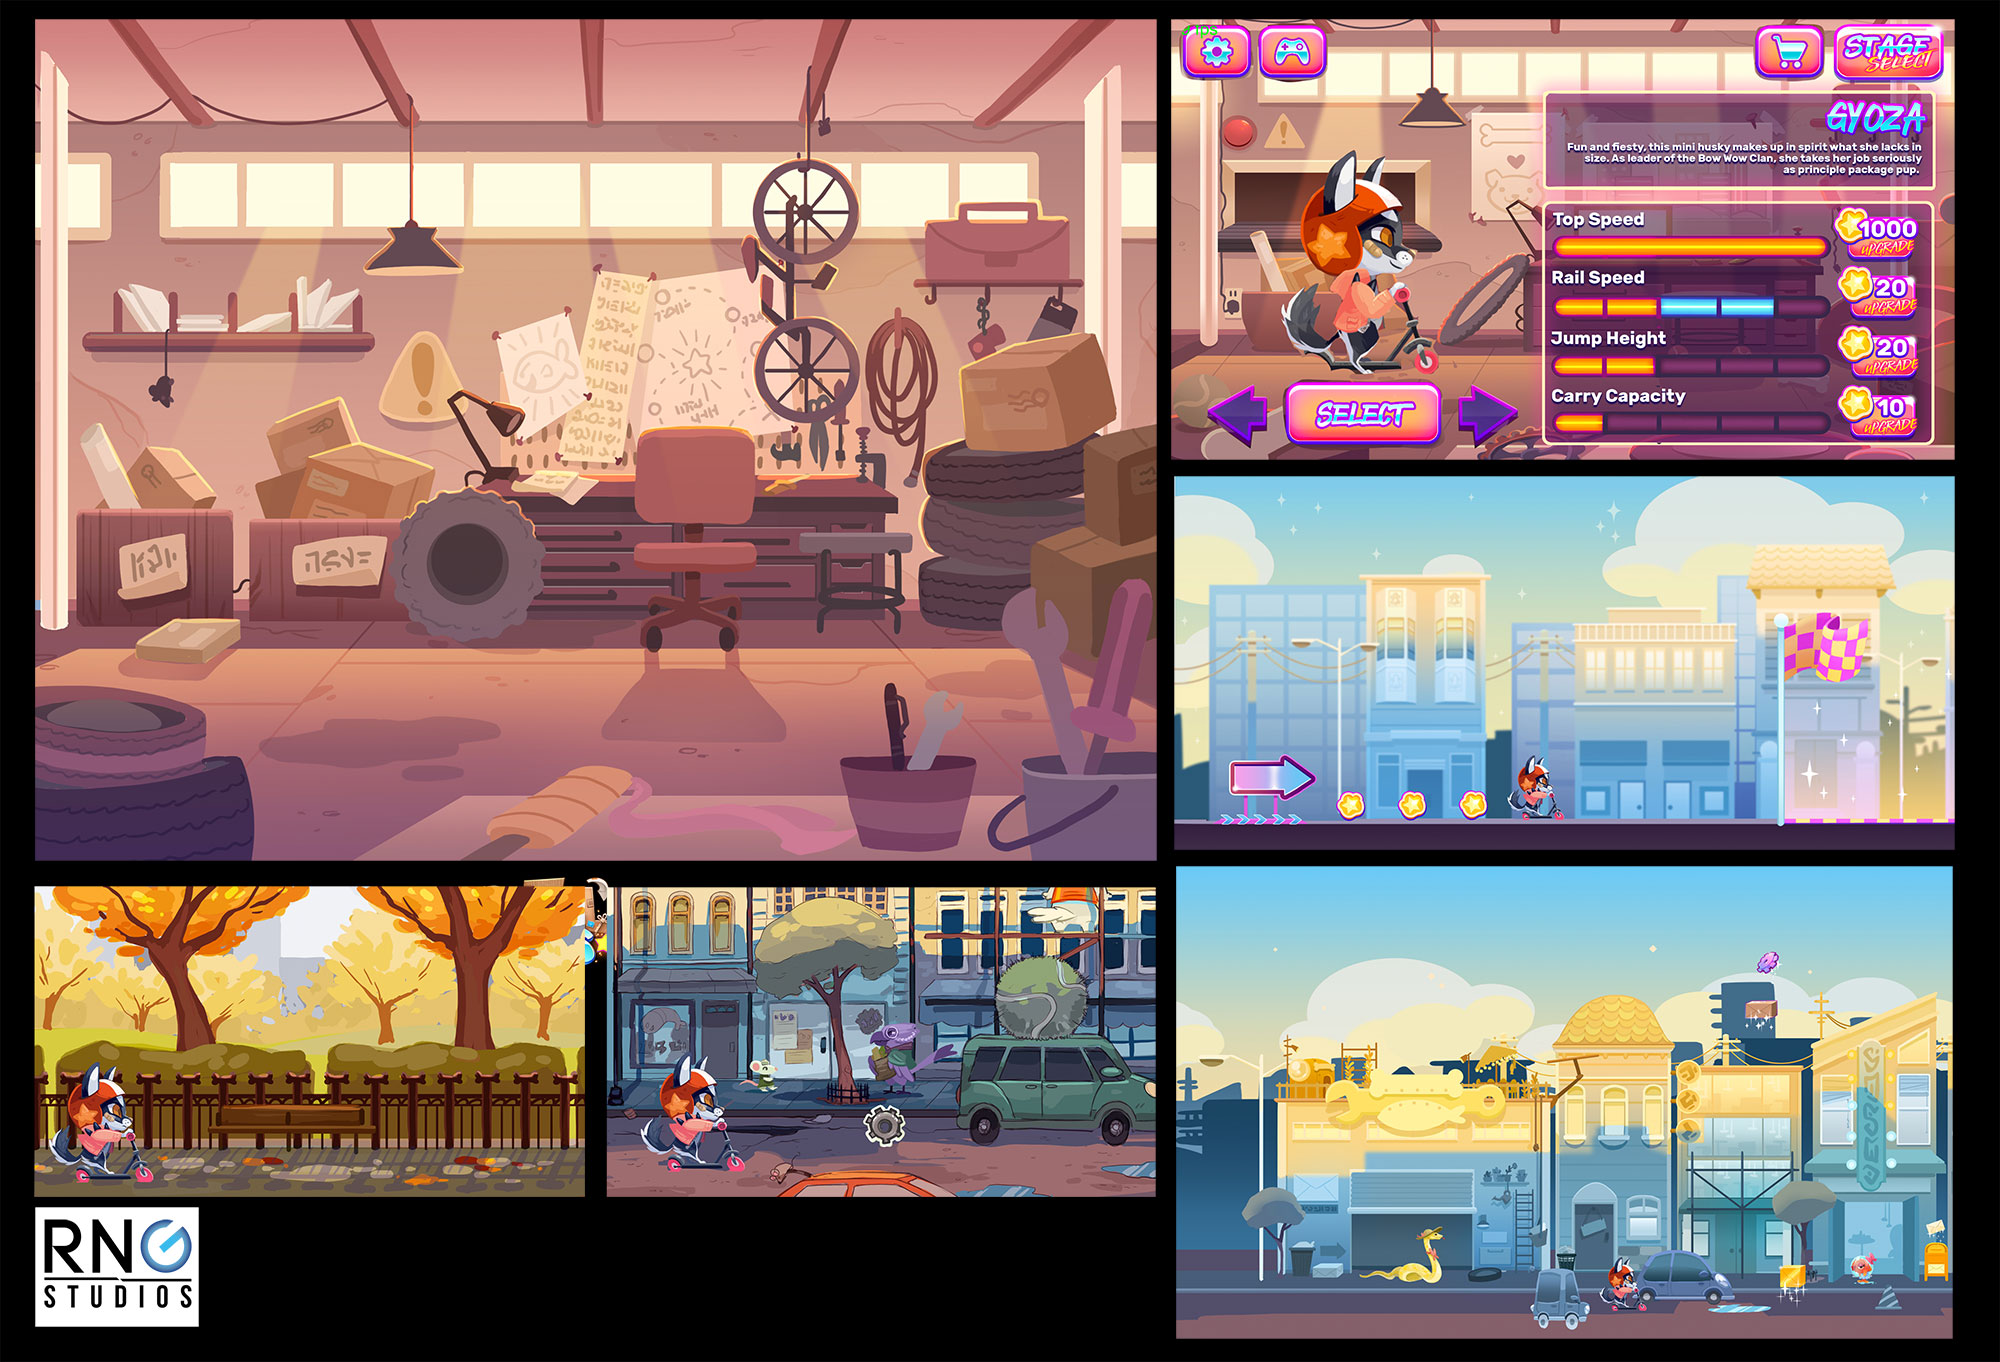 fps
STAGE
SELECT
GYOZA
Fun and fiesty, this mini husky makes up in spirit what she lacks in
size. As leader of the Bow Wow Clan, she takes her job seriously
as principle package pup.
Top Speed
1000
UPGRADE
Rail Speed
20
UPGRADE
Jump Height
20
UPGRADE
Carry Capacity
10
UPGRADE
SELECT
RNG
STUDIOS